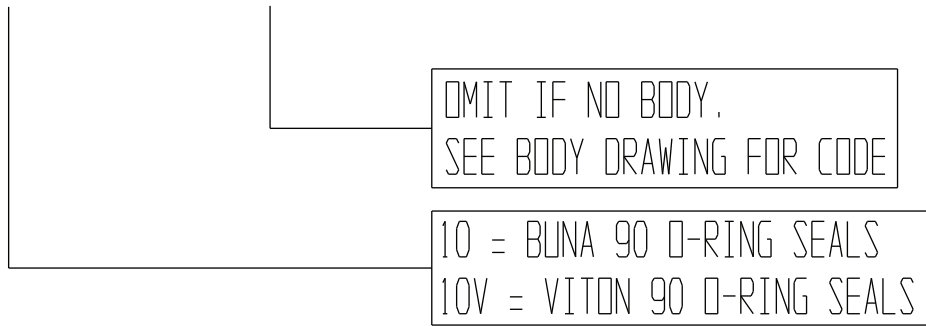 OMIT IF NO BODY.
SEE BODY DRAWING FOR CODE
10 = BUNA 90 O-RING SEALS
10V = VITON 90 O-RING SEALS